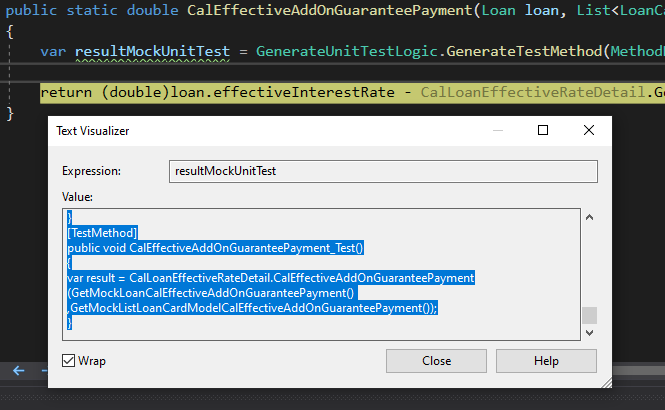 public static double CalEffectiveAddOnGuaranteePayment(Loan loan, List<LoanCa
{
var resultMockUnitTest = GenerateUnitTestLogic.GenerateTestMethod(Method
return (double)loan.effectiveInterestRate - CalLoanEffectiveRateDetail.Ge
}
Text Visualizer
Expression: resultMockUnitTest
Value:
}
[TestMethod]
public void CalEffectiveAddOnGuaranteePayment_Test()
{
var result = CalLoanEffectiveRateDetail.CalEffectiveAddOnGuaranteePayment
(GetMockLoanCalEffectiveAddOnGuaranteePayment()
,GetMockListLoanCardModelCalEffectiveAddOnGuaranteePayment());
}
Wrap Close Help